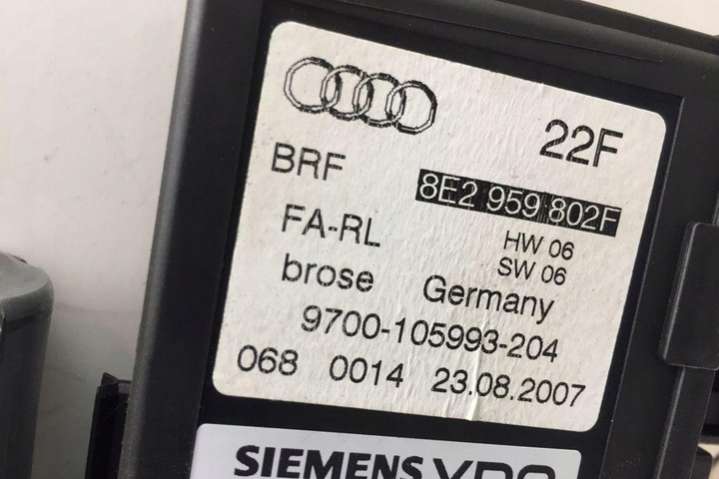 22F
BRF
8E2 959 802F
FA-RL
HW 06
SW 06
brose Germany
9700-105993-204
068 0014 23.08.2007
SIEMENS VDO